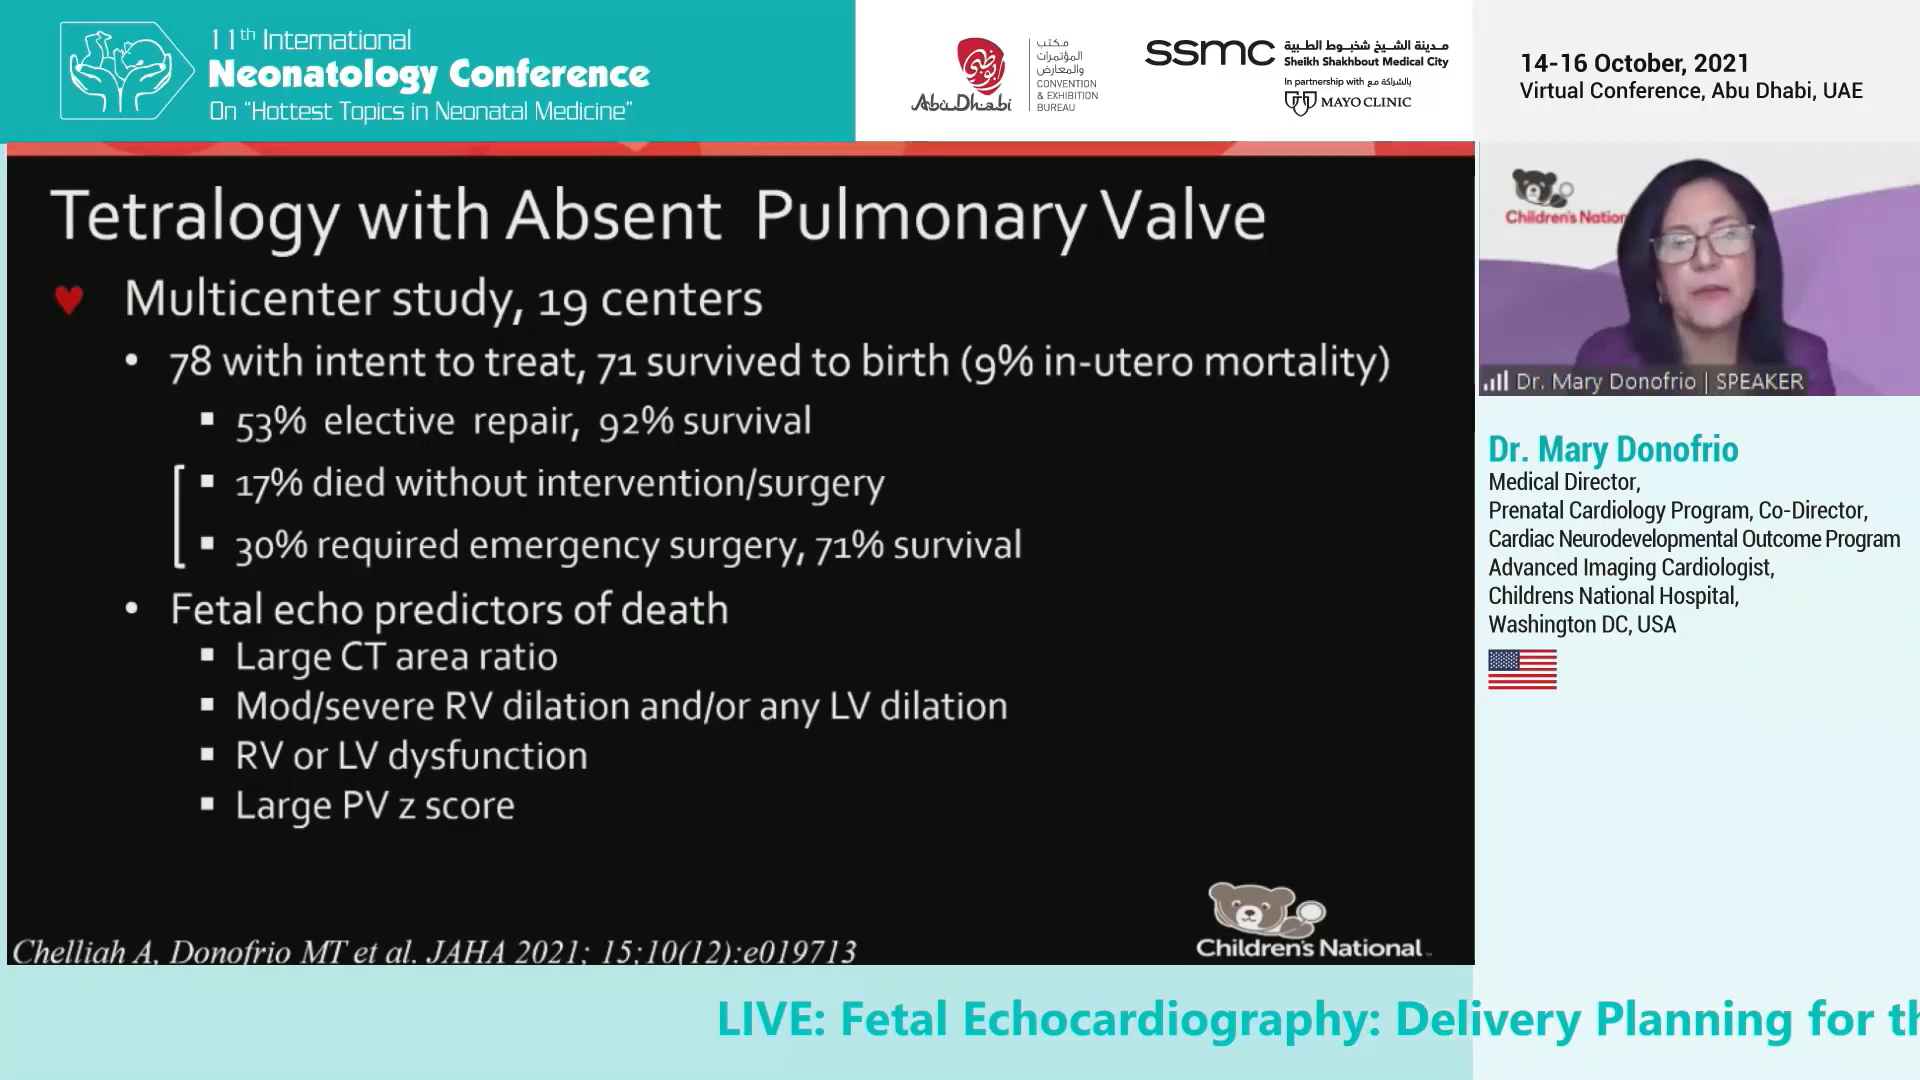 11th International
Neonatology Conference
On “Hottest Topics in Neonatal Medicine”
أبوظبي
Abu Dhabi
مكتب
المؤتمرات
والمعارض
CONVENTION
& EXHIBITION
BUREAU
ssmc
مدينة الشيخ شخبوط الطبية
Sheikh Shakhbout Medical City
In partnership with بالشراكة مع
MAYO CLINIC
14-16 October, 2021
Virtual Conference, Abu Dhabi, UAE
Tetralogy with Absent Pulmonary Valve
♥ Multicenter study, 19 centers
• 78 with intent to treat, 71 survived to birth (9% in-utero mortality)
▪ 53% elective repair, 92% survival
▪ 17% died without intervention/surgery
▪ 30% required emergency surgery, 71% survival
• Fetal echo predictors of death
▪ Large CT area ratio
▪ Mod/severe RV dilation and/or any LV dilation
▪ RV or LV dysfunction
▪ Large PV z score
Children's National™
Chelliah A, Donofrio MT et al. JAHA 2021; 15;10(12):e019713
Children's Nation
Dr. Mary Donofrio | SPEAKER
Dr. Mary Donofrio
Medical Director,
Prenatal Cardiology Program, Co-Director,
Cardiac Neurodevelopmental Outcome Program
Advanced Imaging Cardiologist,
Childrens National Hospital,
Washington DC, USA
LIVE: Fetal Echocardiography: Delivery Planning for th